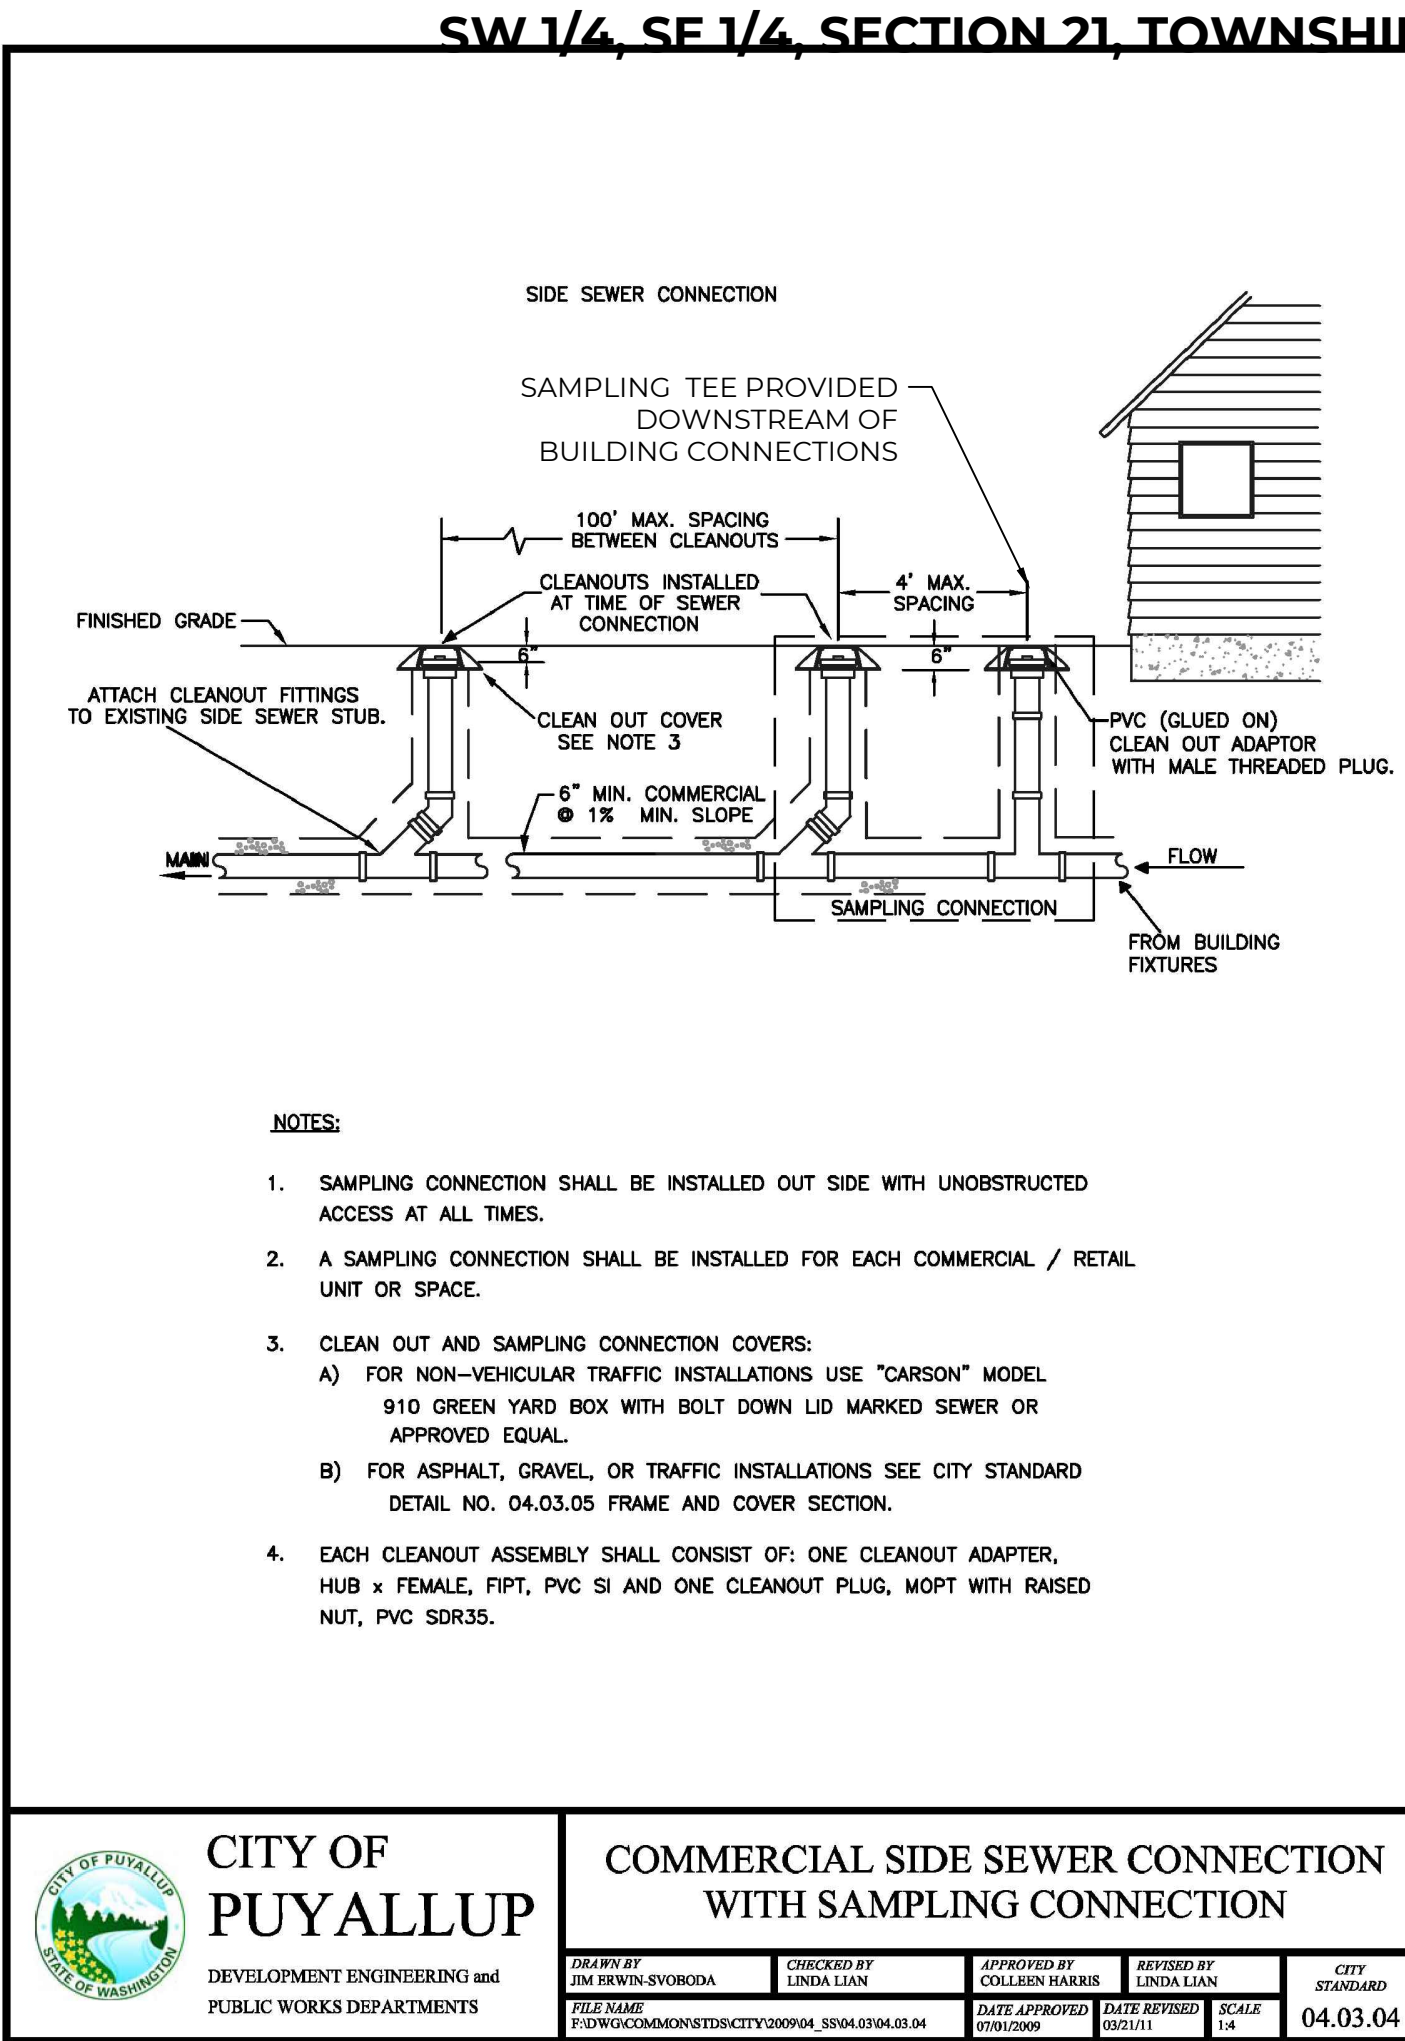 SW 1/4, SE 1/4, SECTION 21, TOWNSHI
SIDE SEWER CONNECTION
SAMPLING TEE PROVIDED
DOWNSTREAM OF
BUILDING CONNECTIONS
100' MAX. SPACING
BETWEEN CLEANOUTS
CLEANOUTS INSTALLED
AT TIME OF SEWER
CONNECTION
4' MAX.
SPACING
FINISHED GRADE
6"
6"
ATTACH CLEANOUT FITTINGS
TO EXISTING SIDE SEWER STUB.
CLEAN OUT COVER
SEE NOTE 3
PVC (GLUED ON)
CLEAN OUT ADAPTOR
WITH MALE THREADED PLUG.
6" MIN. COMMERCIAL
@ 1% MIN. SLOPE
MAIN
FLOW
SAMPLING CONNECTION
FROM BUILDING
FIXTURES
NOTES:
1. SAMPLING CONNECTION SHALL BE INSTALLED OUT SIDE WITH UNOBSTRUCTED
ACCESS AT ALL TIMES.
2. A SAMPLING CONNECTION SHALL BE INSTALLED FOR EACH COMMERCIAL / RETAIL
UNIT OR SPACE.
3. CLEAN OUT AND SAMPLING CONNECTION COVERS:
A) FOR NON-VEHICULAR TRAFFIC INSTALLATIONS USE "CARSON" MODEL
910 GREEN YARD BOX WITH BOLT DOWN LID MARKED SEWER OR
APPROVED EQUAL.
B) FOR ASPHALT, GRAVEL, OR TRAFFIC INSTALLATIONS SEE CITY STANDARD
DETAIL NO. 04.03.05 FRAME AND COVER SECTION.
4. EACH CLEANOUT ASSEMBLY SHALL CONSIST OF: ONE CLEANOUT ADAPTER,
HUB x FEMALE, FIPT, PVC SI AND ONE CLEANOUT PLUG, MOPT WITH RAISED
NUT, PVC SDR35.
CITY OF PUYALLUP
STATE OF WASHINGTON
CITY OF
PUYALLUP
DEVELOPMENT ENGINEERING and
PUBLIC WORKS DEPARTMENTS
COMMERCIAL SIDE SEWER CONNECTION
WITH SAMPLING CONNECTION
DRAWN BY
JIM ERWIN-SVOBODA
CHECKED BY
LINDA LIAN
APPROVED BY
COLLEEN HARRIS
REVISED BY
LINDA LIAN
FILE NAME
F:\DWG\COMMON\STDS\CITY\2009\04_SS\04.03\04.03.04
DATE APPROVED
07/01/2009
DATE REVISED
03/21/11
SCALE
1:4
CITY
STANDARD
04.03.04